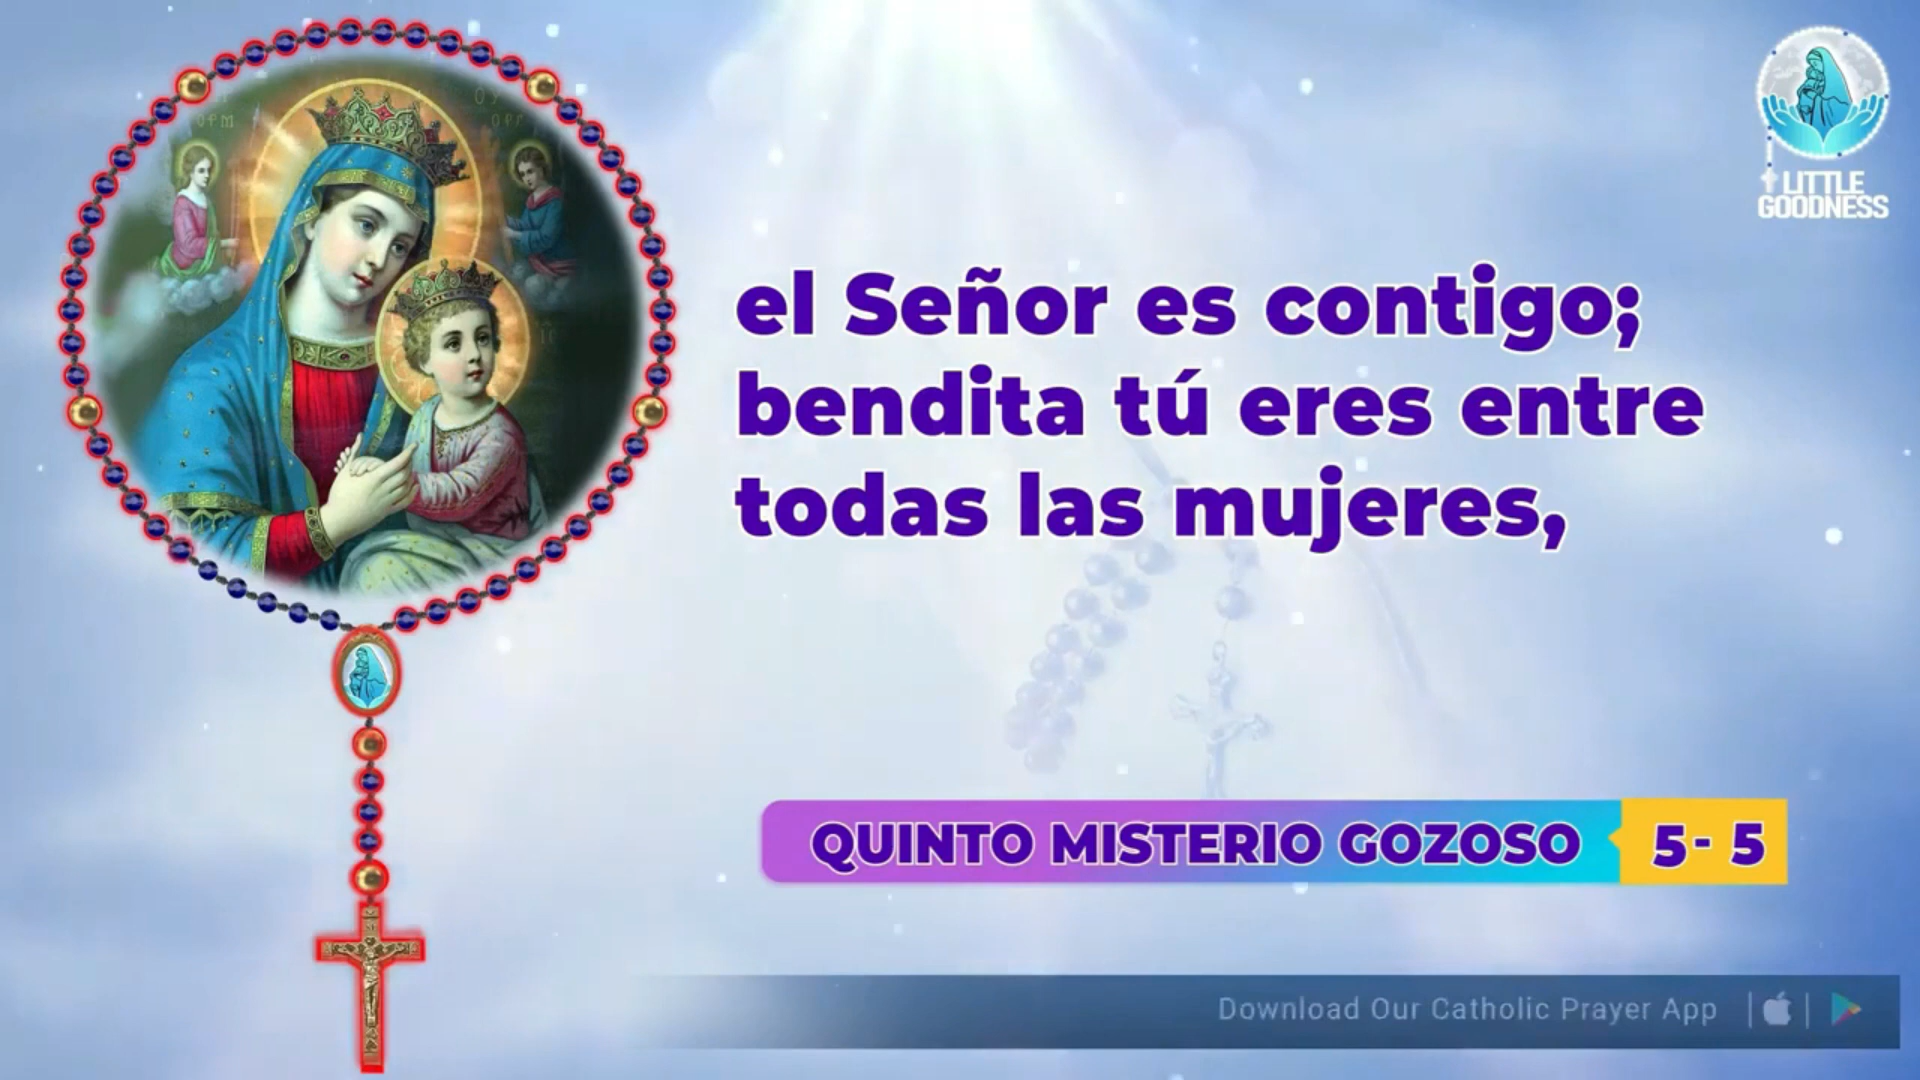 LITTLE
GOODNESS
el Señor es contigo;
bendita tú eres entre
todas las mujeres,
QUINTO MISTERIO GOZOSO 5- 5
Download Our Catholic Prayer App